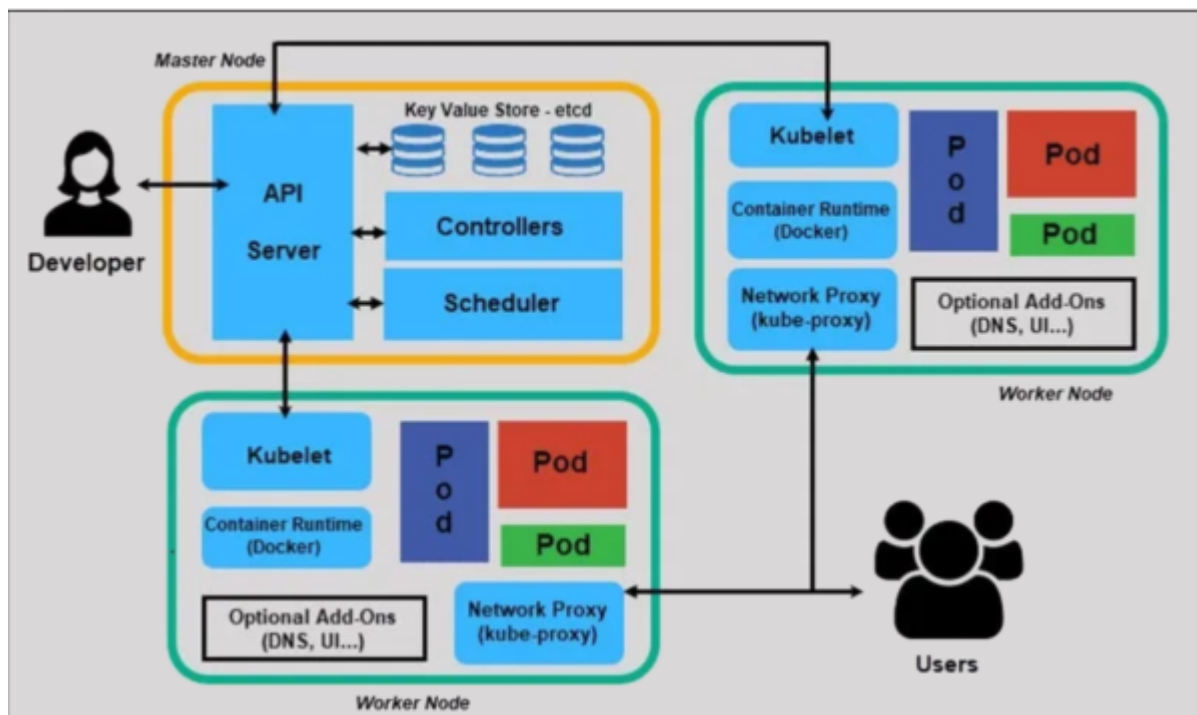 Master Node
Key Value Store - etcd
API
Server
Controllers
Scheduler
Developer
Kubelet
Container Runtime
(Docker)
Network Proxy
(kube-proxy)
P
o
d
Pod
Pod
Optional Add-Ons
(DNS, UI...)
Worker Node
Kubelet
Container Runtime
(Docker)
P
o
d
Pod
Pod
Optional Add-Ons
(DNS, UI...)
Network Proxy
(kube-proxy)
Worker Node
Users